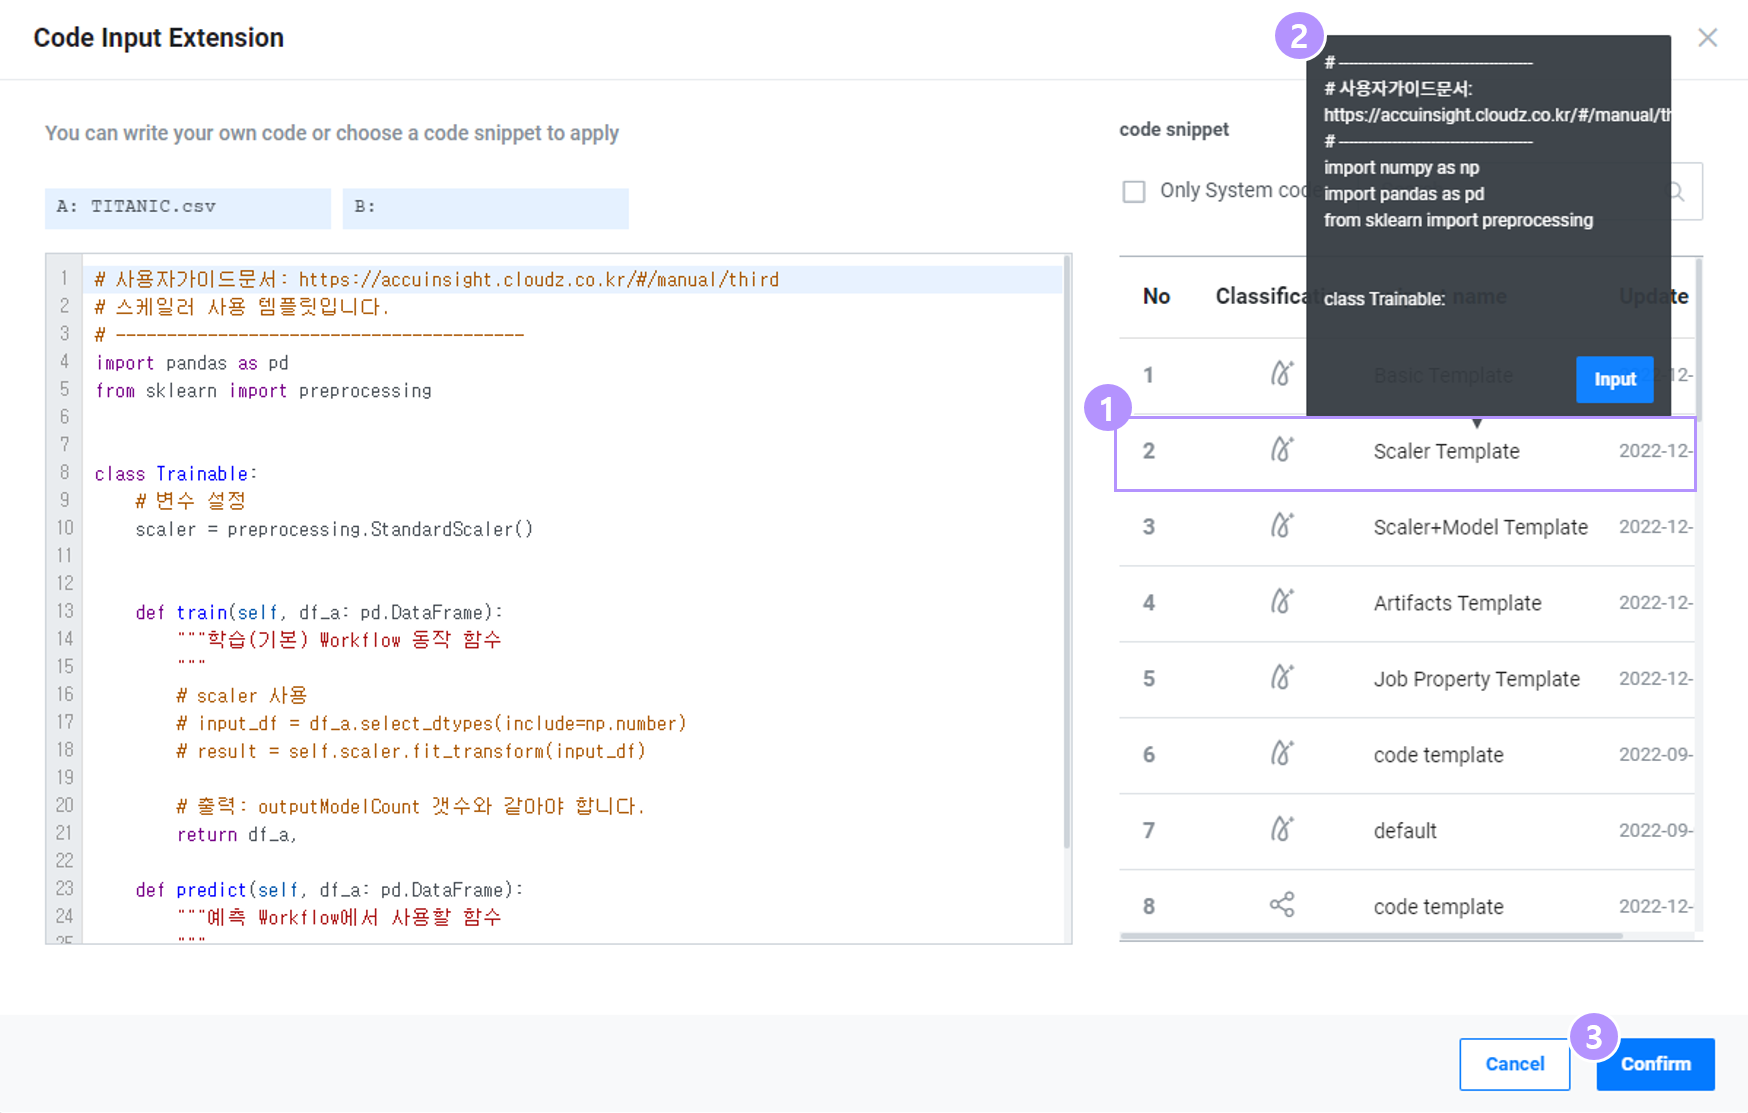 Code Input Extension
You can write your own code or choose a code snippet to apply
A: TITANIC.csv
B:
1 # 사용자가이드문서: https://accuinsight.cloudz.co.kr/#/manual/third
2 # 스케일러 사용 템플릿입니다.
3 # ----------------------------------------
4 import pandas as pd
5 from sklearn import preprocessing
6
7
8 class Trainable:
9 # 변수 설정
10 scaler = preprocessing.StandardScaler()
11
12
13 def train(self, df_a: pd.DataFrame):
14 """학습(기본) Workflow 동작 함수
15 """
16 # scaler 사용
17 # input_df = df_a.select_dtypes(include=np.number)
18 # result = self.scaler.fit_transform(input_df)
19
20 # 출력: outputModelCount 갯수와 같아야 합니다.
21 return df_a,
22
23 def predict(self, df_a: pd.DataFrame):
24 """예측 Workflow에서 사용할 함수
25 """
code snippet
Only System code
2
# ----------------------------------------
# 사용자가이드문서:
https://accuinsight.cloudz.co.kr/#/manual/th
# ----------------------------------------
import numpy as np
import pandas as pd
from sklearn import preprocessing
class Trainable:
Input
No Classification name Update
1 Basic Template 2022-12-
1
2 Scaler Template 2022-12-
3 Scaler+Model Template 2022-12-
4 Artifacts Template 2022-12-
5 Job Property Template 2022-12-
6 code template 2022-09-
7 default 2022-09-
8 code template 2022-12-
3
Cancel
Confirm